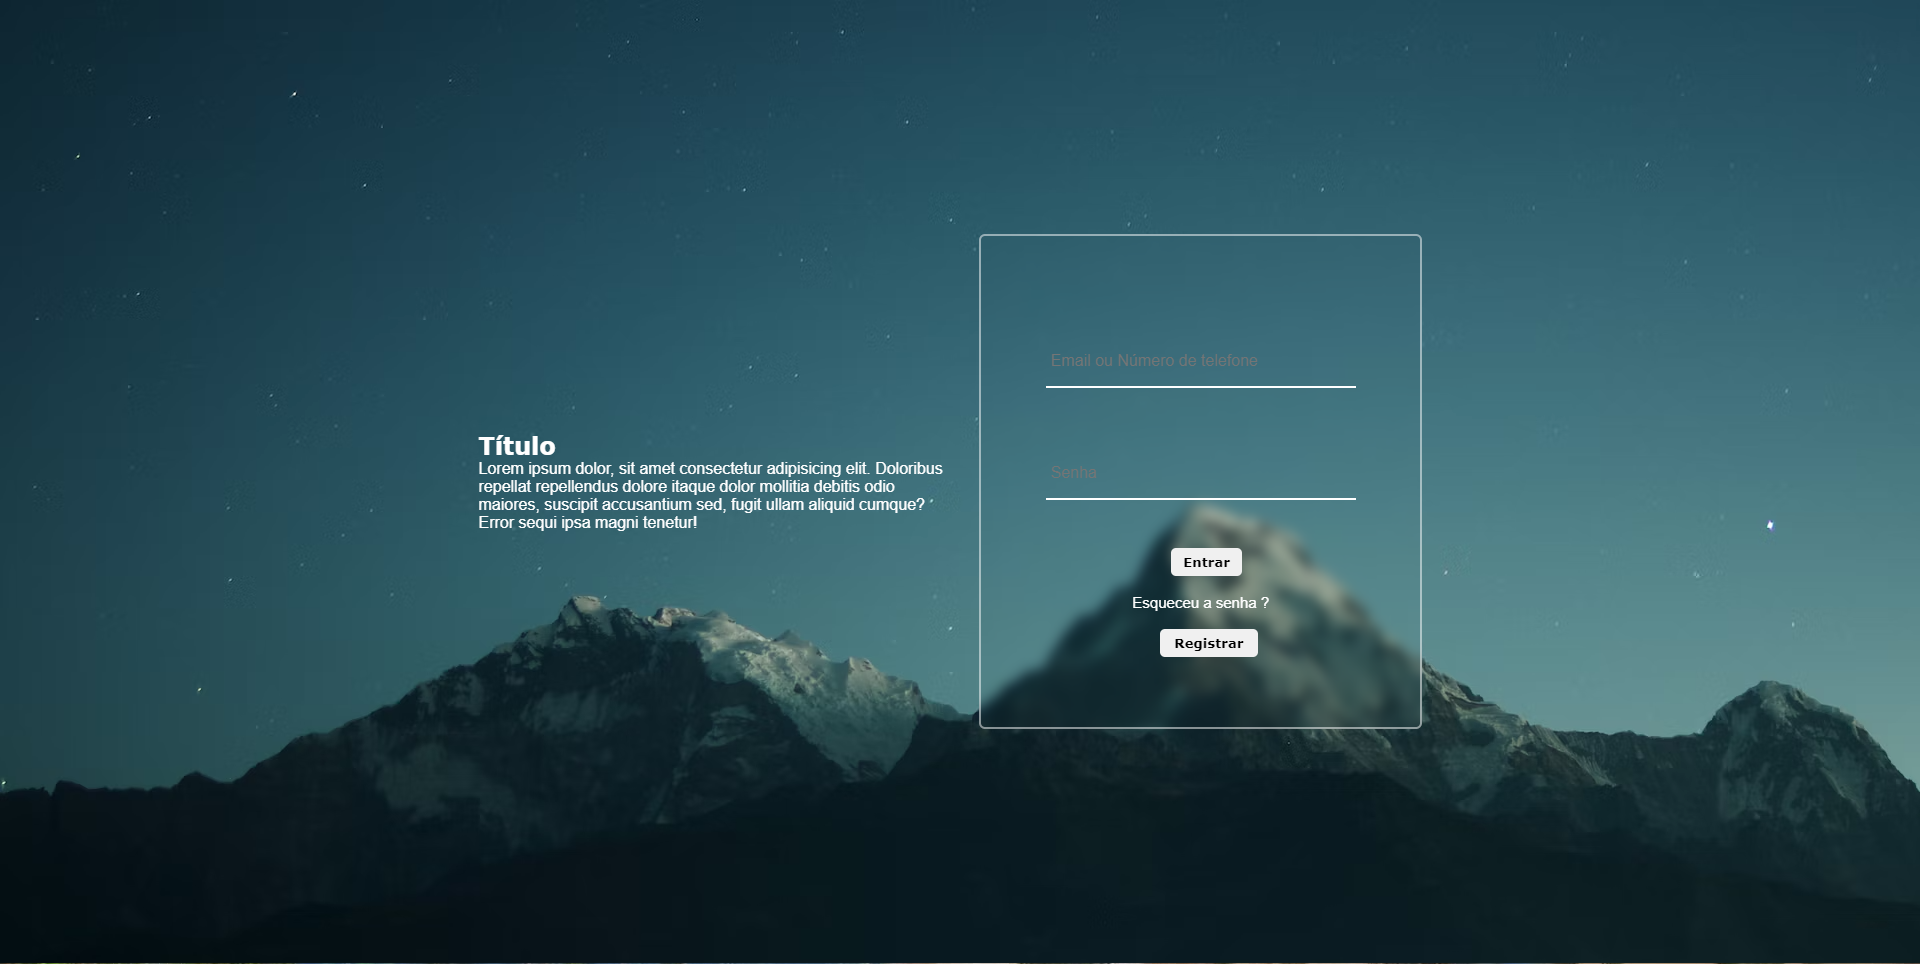 Título
Lorem ipsum dolor, sit amet consectetur adipisicing elit. Doloribus
repellat repellendus dolore itaque dolor mollitia debitis odio
maiores, suscipit accusantium sed, fugit ullam aliquid cumque?
Error sequi ipsa magni tenetur!
Email ou Número de telefone
Senha
Entrar
Esqueceu a senha ?
Registrar